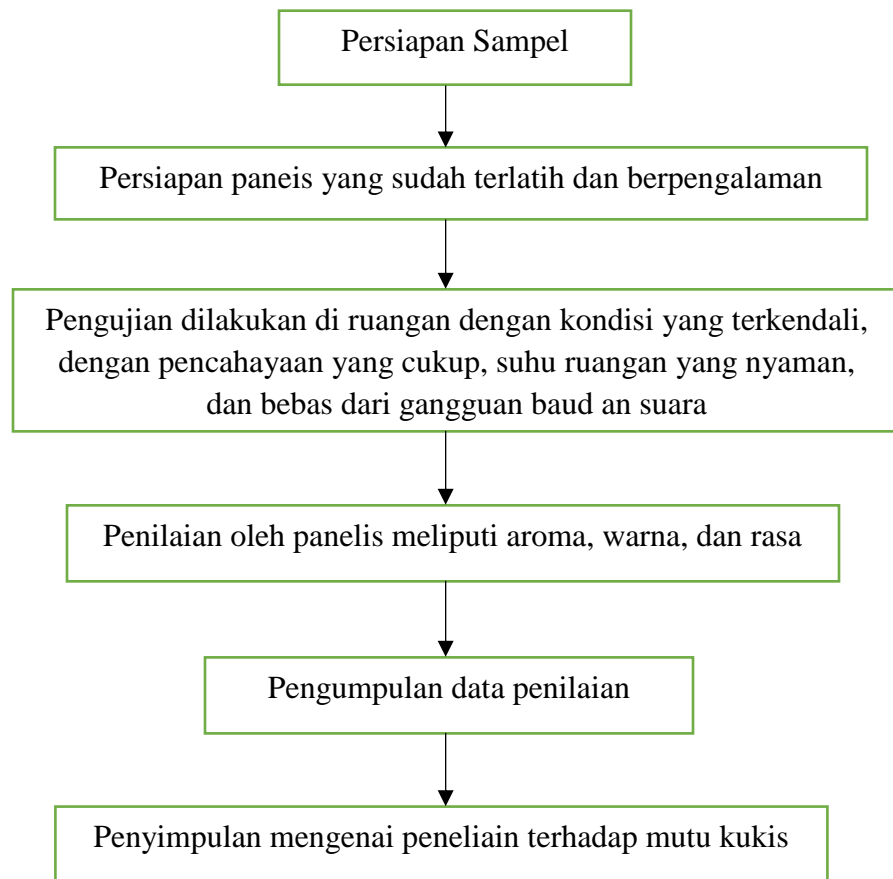 Persiapan Sampel
Persiapan paneis yang sudah terlatih dan berpengalaman
Pengujian dilakukan di ruangan dengan kondisi yang terkendali,
dengan pencahayaan yang cukup, suhu ruangan yang nyaman,
dan bebas dari gangguan baud an suara
Penilaian oleh panelis meliputi aroma, warna, dan rasa
Pengumpulan data penilaian
Penyimpulan mengenai peneliain terhadap mutu kukis